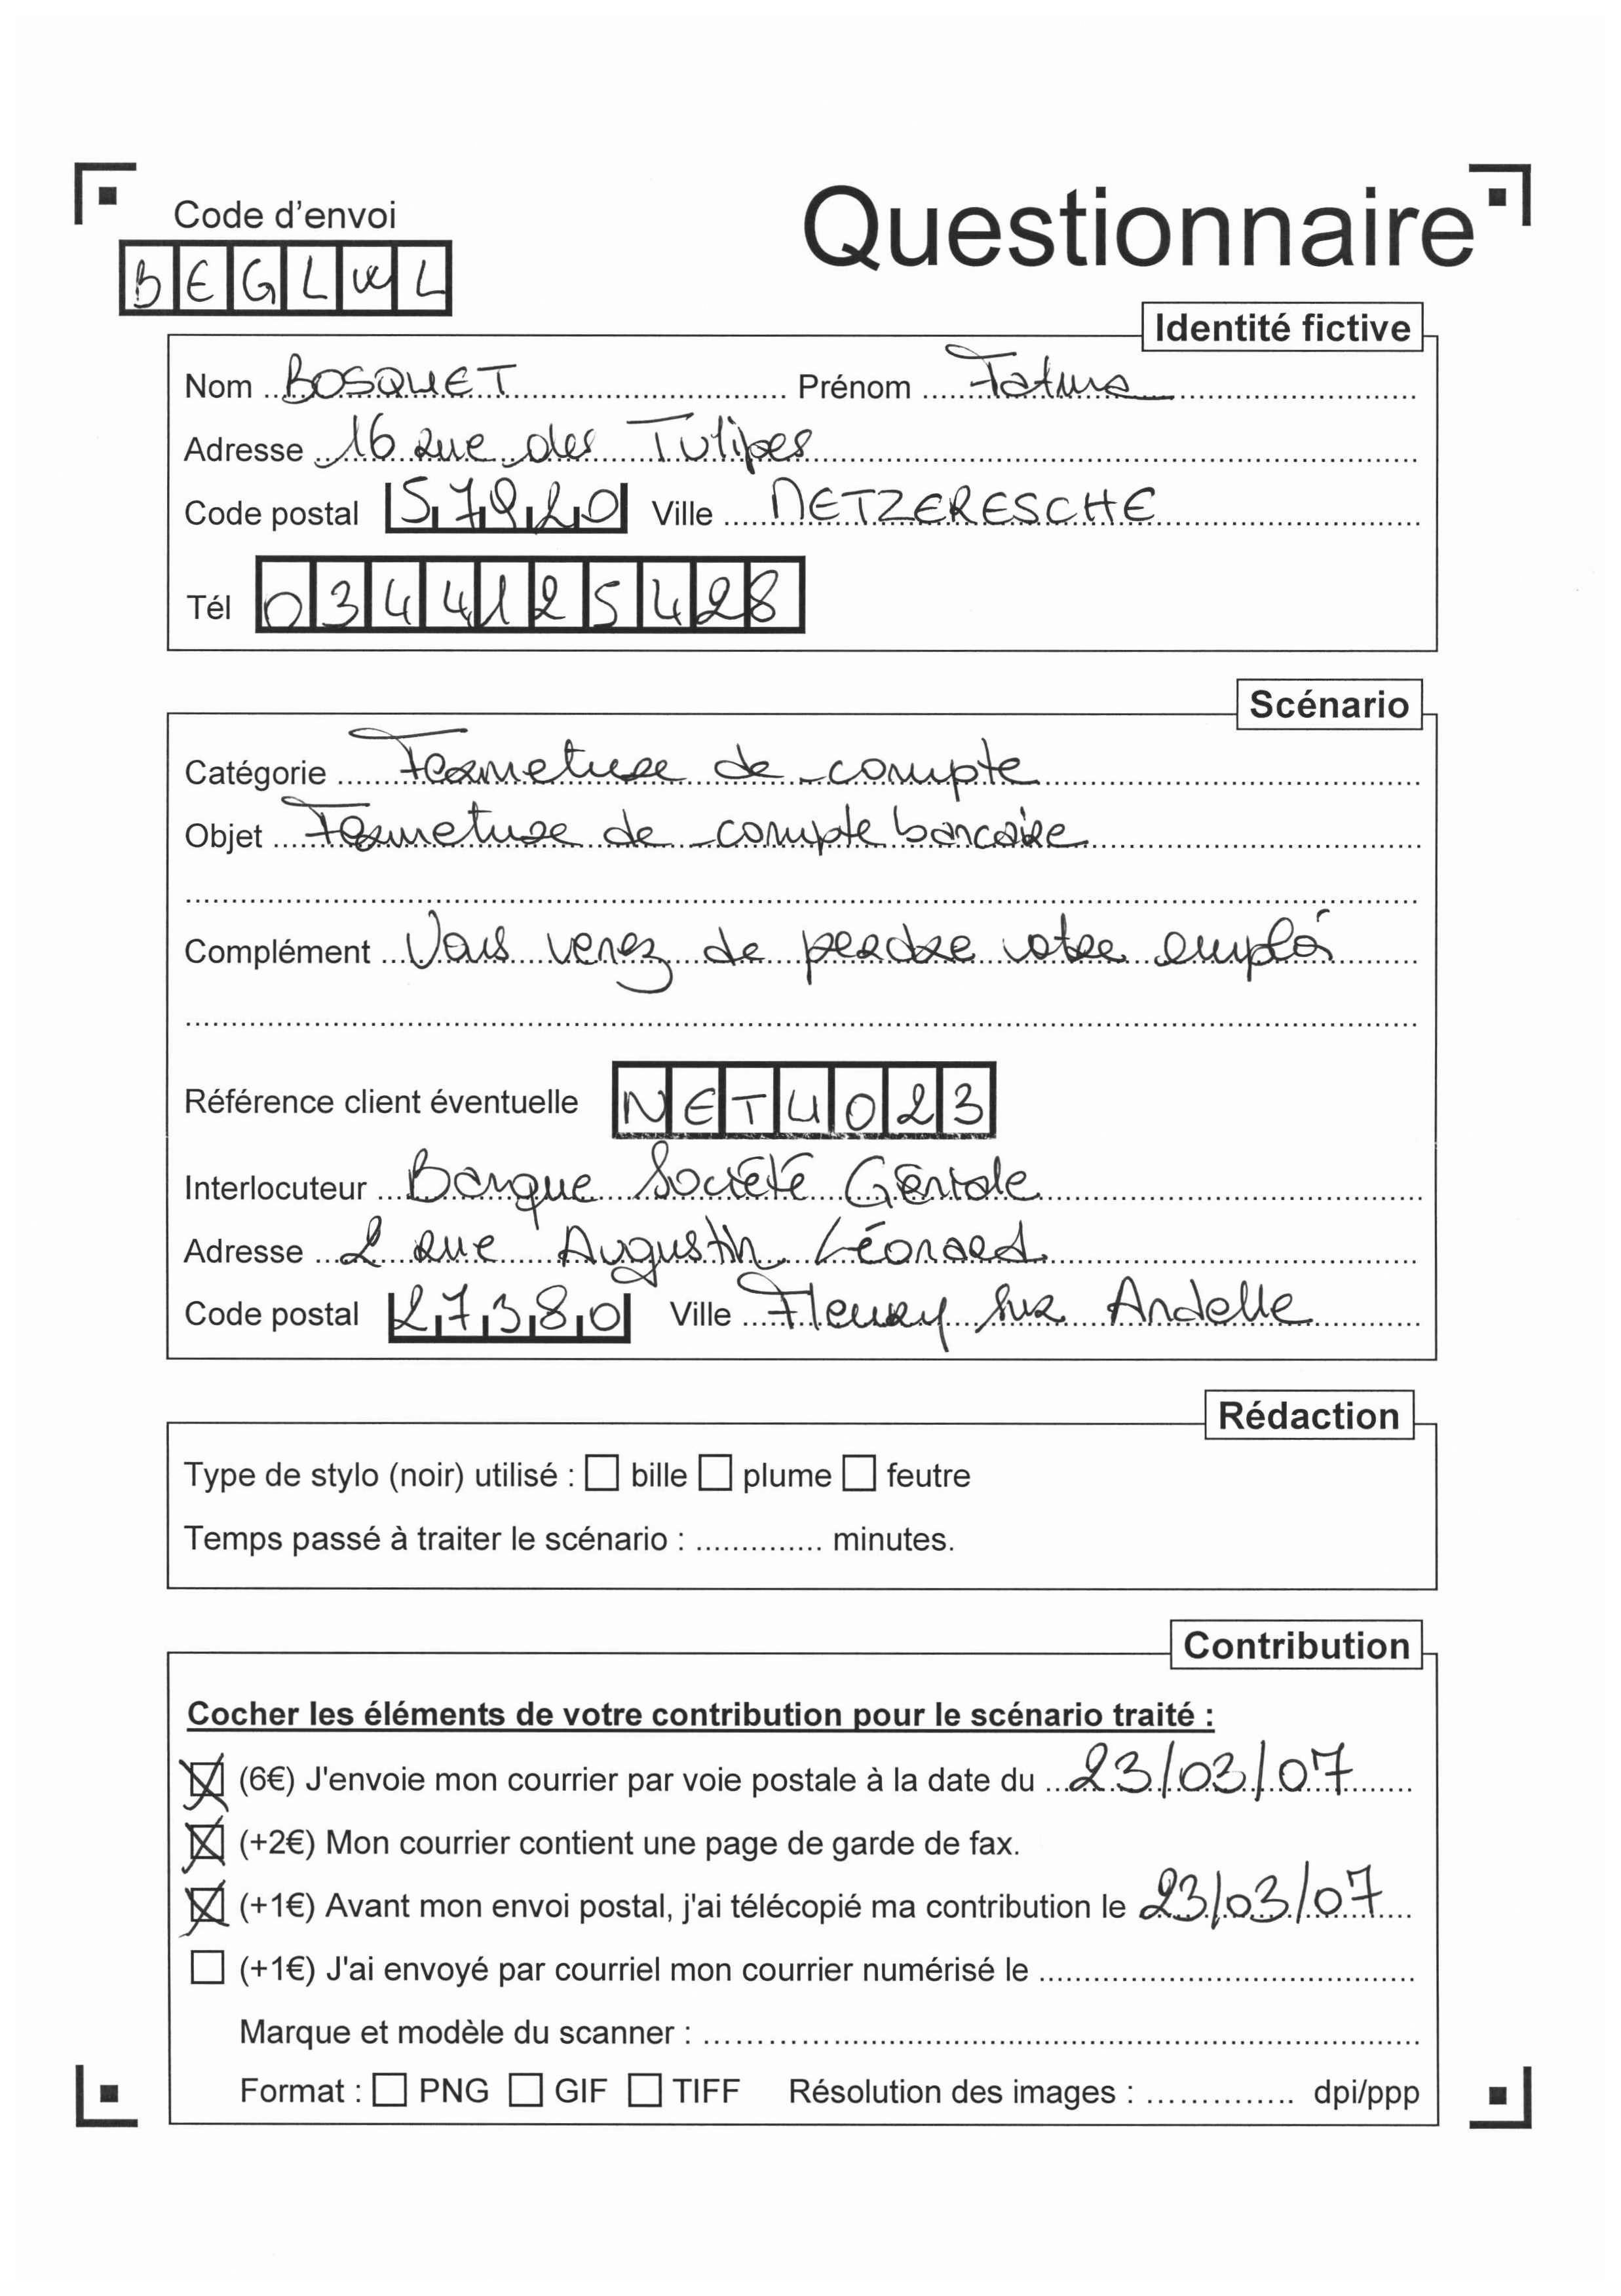 Questionnaire
Code d'envoi
BEGLWL
Identité fictive
Nom BOSQUET Prénom Fatima
Adresse 16 rue des Tulipes
Code postal 57920 Ville METZERESCHE
Tél 0344125428
Scénario
Catégorie Fermeture de compte
Objet Fermeture de compte bancaire
Complément Vous venez de perdre votre emploi
Référence client éventuelle NETU023
Interlocuteur Banque Société Géniale
Adresse 2 rue Augustin Léonard
Code postal 27380 Ville Fleury sur Andelle
Rédaction
Type de stylo (noir) utilisé : bille plume feutre
Temps passé à traiter le scénario : .............. minutes.
Contribution
Cocher les éléments de votre contribution pour le scénario traité :
(6€) J'envoie mon courrier par voie postale à la date du 23/03/07
(+2€) Mon courrier contient une page de garde de fax.
(+1€) Avant mon envoi postal, j'ai télécopié ma contribution le 23/03/07
(+1€) J'ai envoyé par courriel mon courrier numérisé le
Marque et modèle du scanner :
Format : PNG GIF TIFF Résolution des images : .............. dpi/ppp